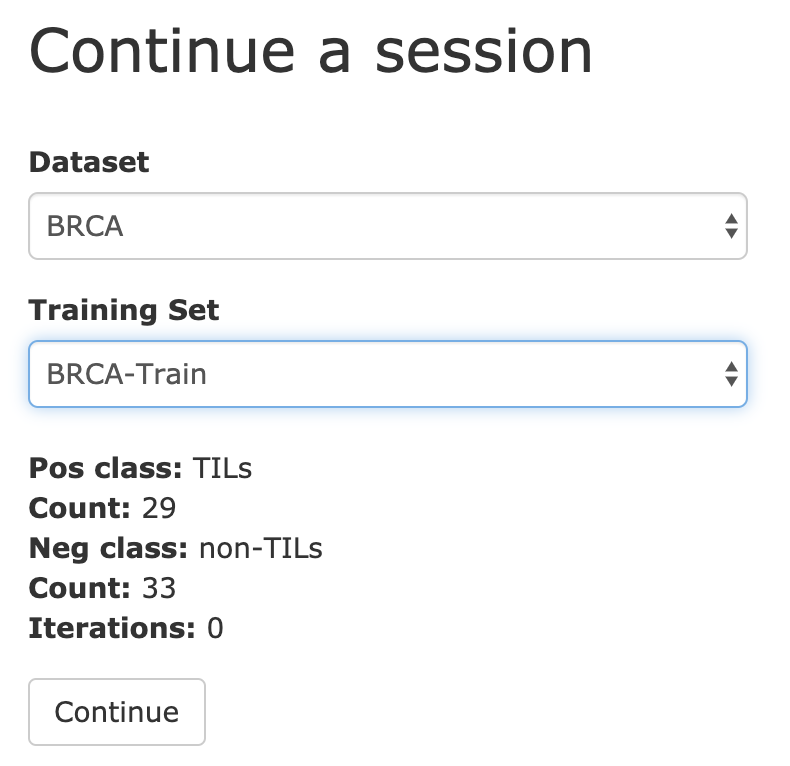 Continue a session
Dataset
BRCA
Training Set
BRCA-Train
Pos class: TILs
Count: 29
Neg class: non-TILs
Count: 33
Iterations: 0
Continue